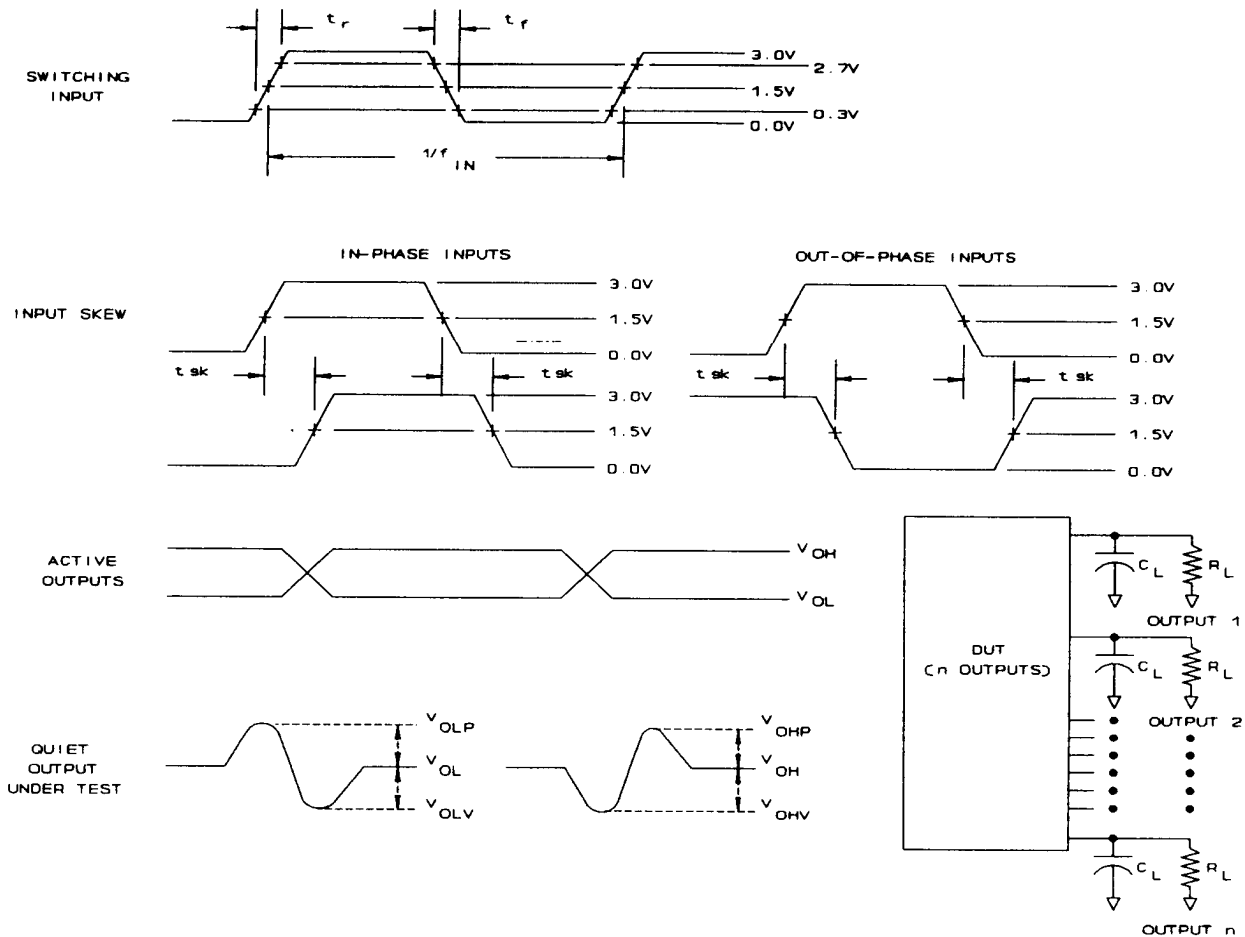 t r
t f
SWITCHING
INPUT
3.0V
2.7V
1.5V
0.3V
0.0V
1/f IN
IN-PHASE INPUTS
OUT-OF-PHASE INPUTS
INPUT SKEW
3.0V
1.5V
0.0V
t sk
t sk
3.0V
1.5V
0.0V
3.0V
1.5V
0.0V
t sk
t sk
3.0V
1.5V
0.0V
ACTIVE
OUTPUTS
V OH
V OL
DUT
(n OUTPUTS)
C L
R L
OUTPUT 1
C L
R L
OUTPUT 2
C L
R L
OUTPUT n
QUIET
OUTPUT
UNDER TEST
V OLP
V OL
V OLV
V OHP
V OH
V OHV